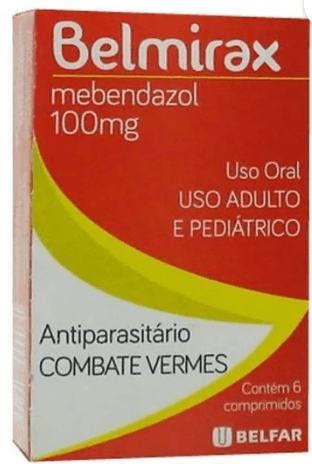 Belmirax
mebendazol
100mg
Uso Oral
USO ADULTO
E PEDIÁTRICO
Antiparasitário
COMBATE VERMES
Contém 6
comprimidos
BELFAR